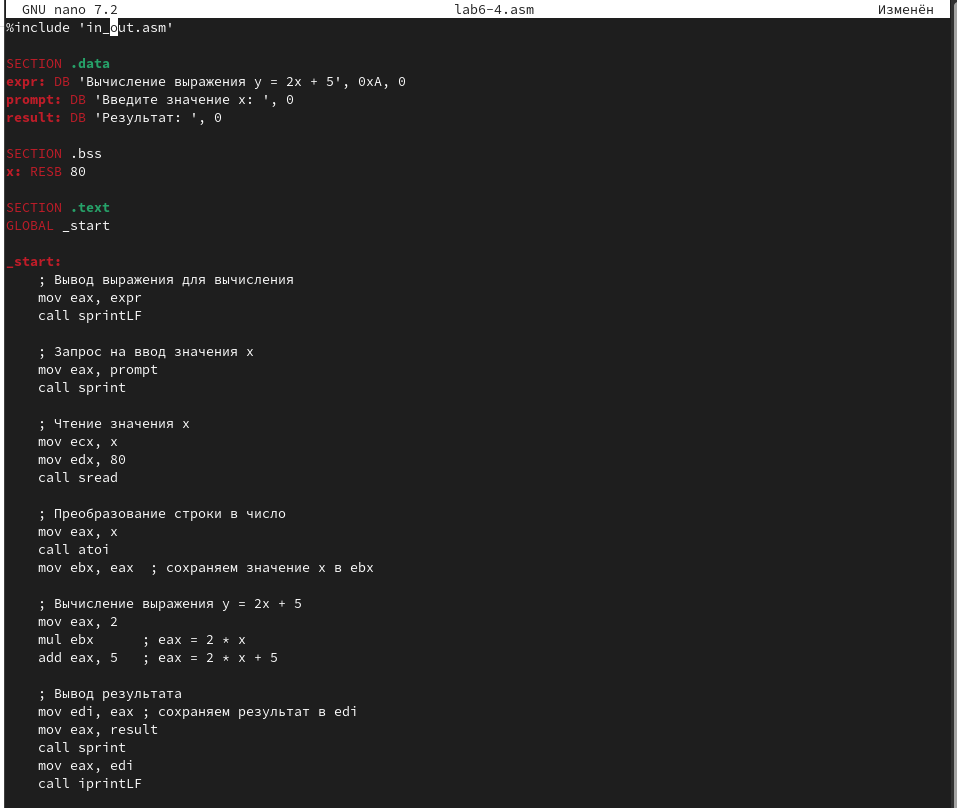 GNU nano 7.2 lab6-4.asm Изменён
%include 'in_out.asm'
SECTION .data
expr: DB 'Вычисление выражения y = 2x + 5', 0xA, 0
prompt: DB 'Введите значение x: ', 0
result: DB 'Результат: ', 0
SECTION .bss
x: RESB 80
SECTION .text
GLOBAL _start
_start:
; Вывод выражения для вычисления
mov eax, expr
call sprintLF
; Запрос на ввод значения x
mov eax, prompt
call sprint
; Чтение значения x
mov ecx, x
mov edx, 80
call sread
; Преобразование строки в число
mov eax, x
call atoi
mov ebx, eax  ; сохраняем значение x в ebx
; Вычисление выражения y = 2x + 5
mov eax, 2
mul ebx      ; eax = 2 * x
add eax, 5   ; eax = 2 * x + 5
; Вывод результата
mov edi, eax ; сохраняем результат в edi
mov eax, result
call sprint
mov eax, edi
call iprintLF